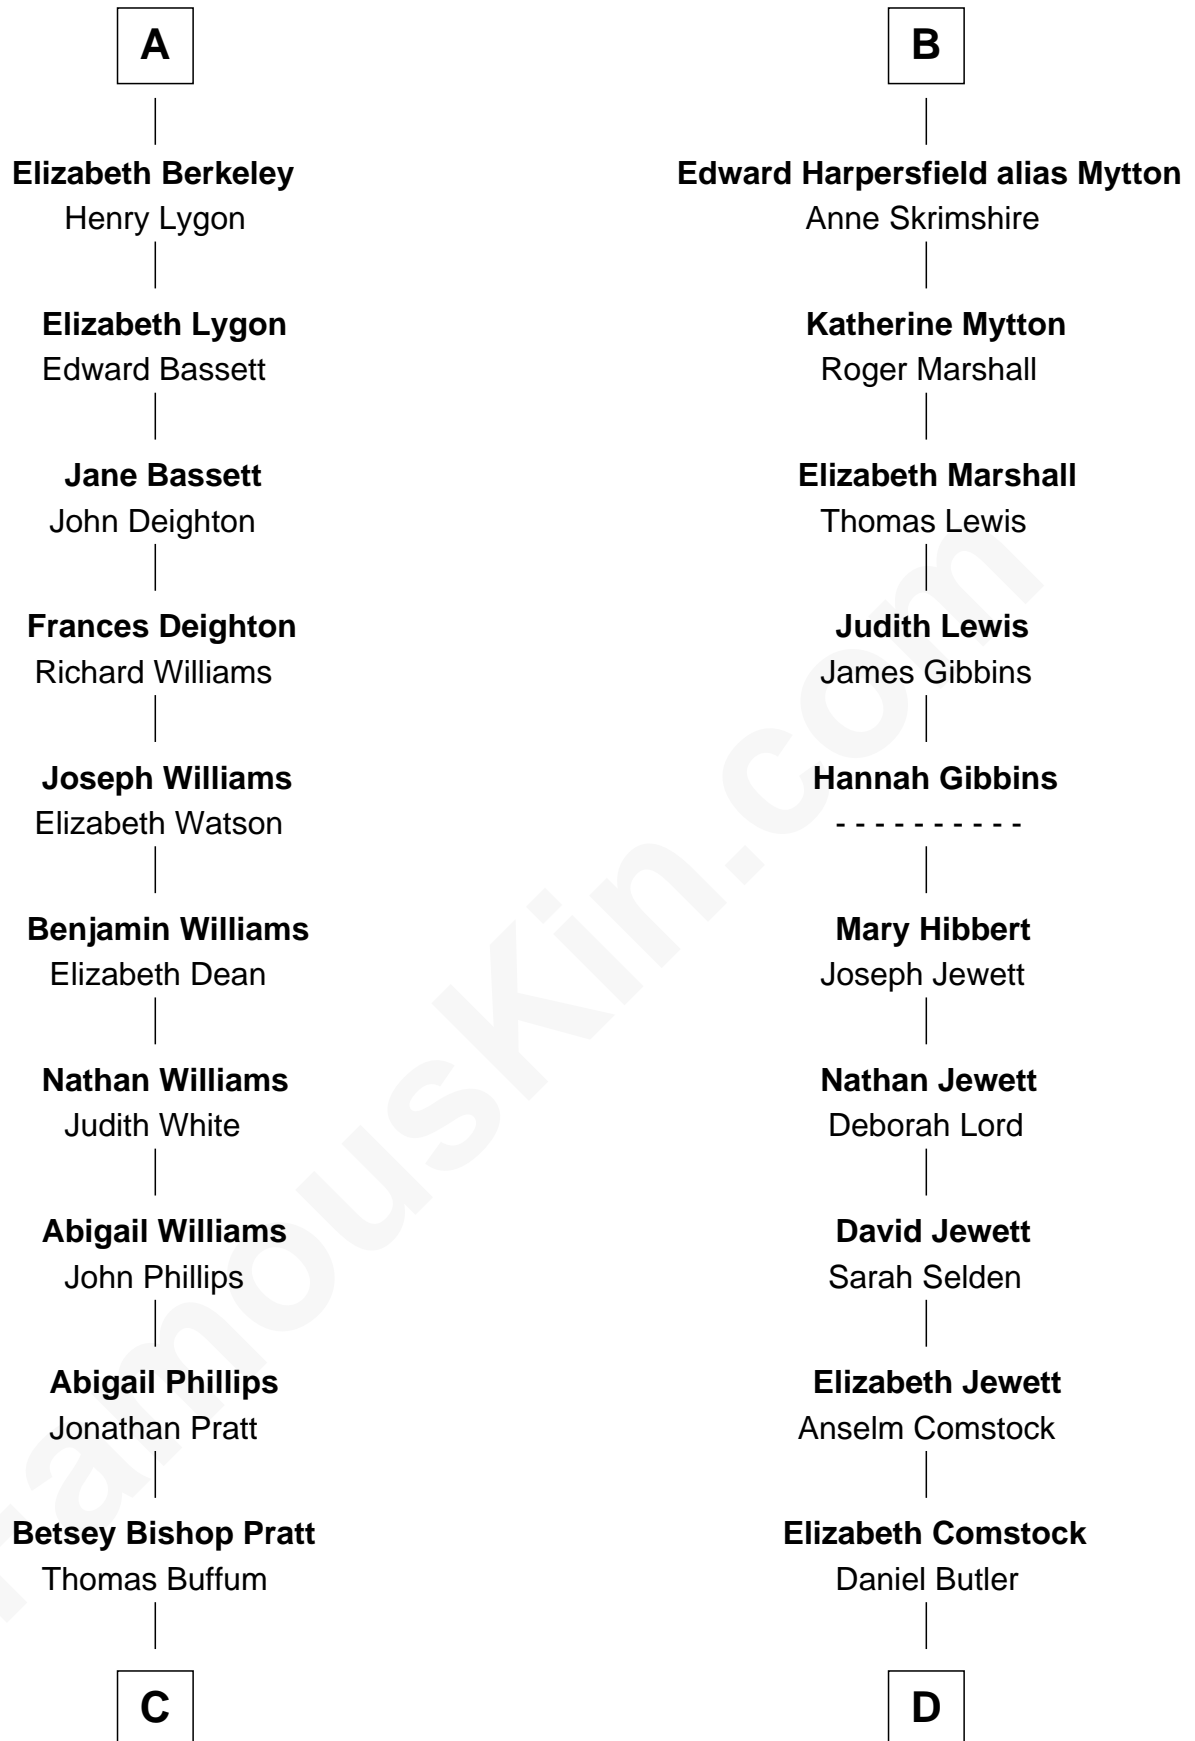 A
Elizabeth Berkeley
Henry Lygon
Elizabeth Lygon
Edward Bassett
Jane Bassett
John Deighton
Frances Deighton
Richard Williams
Joseph Williams
Elizabeth Watson
Benjamin Williams
Elizabeth Dean
Nathan Williams
Judith White
Abigail Williams
John Phillips
Abigail Phillips
Jonathan Pratt
Betsey Bishop Pratt
Thomas Buffum
C
B
Edward Harpersfield alias Mytton
Anne Skrimshire
Katherine Mytton
Roger Marshall
Elizabeth Marshall
Thomas Lewis
Judith Lewis
James Gibbins
Hannah Gibbins
- - - - - - - - - -
Mary Hibbert
Joseph Jewett
Nathan Jewett
Deborah Lord
David Jewett
Sarah Selden
Elizabeth Jewett
Anselm Comstock
Elizabeth Comstock
Daniel Butler
D
FamousKin.com